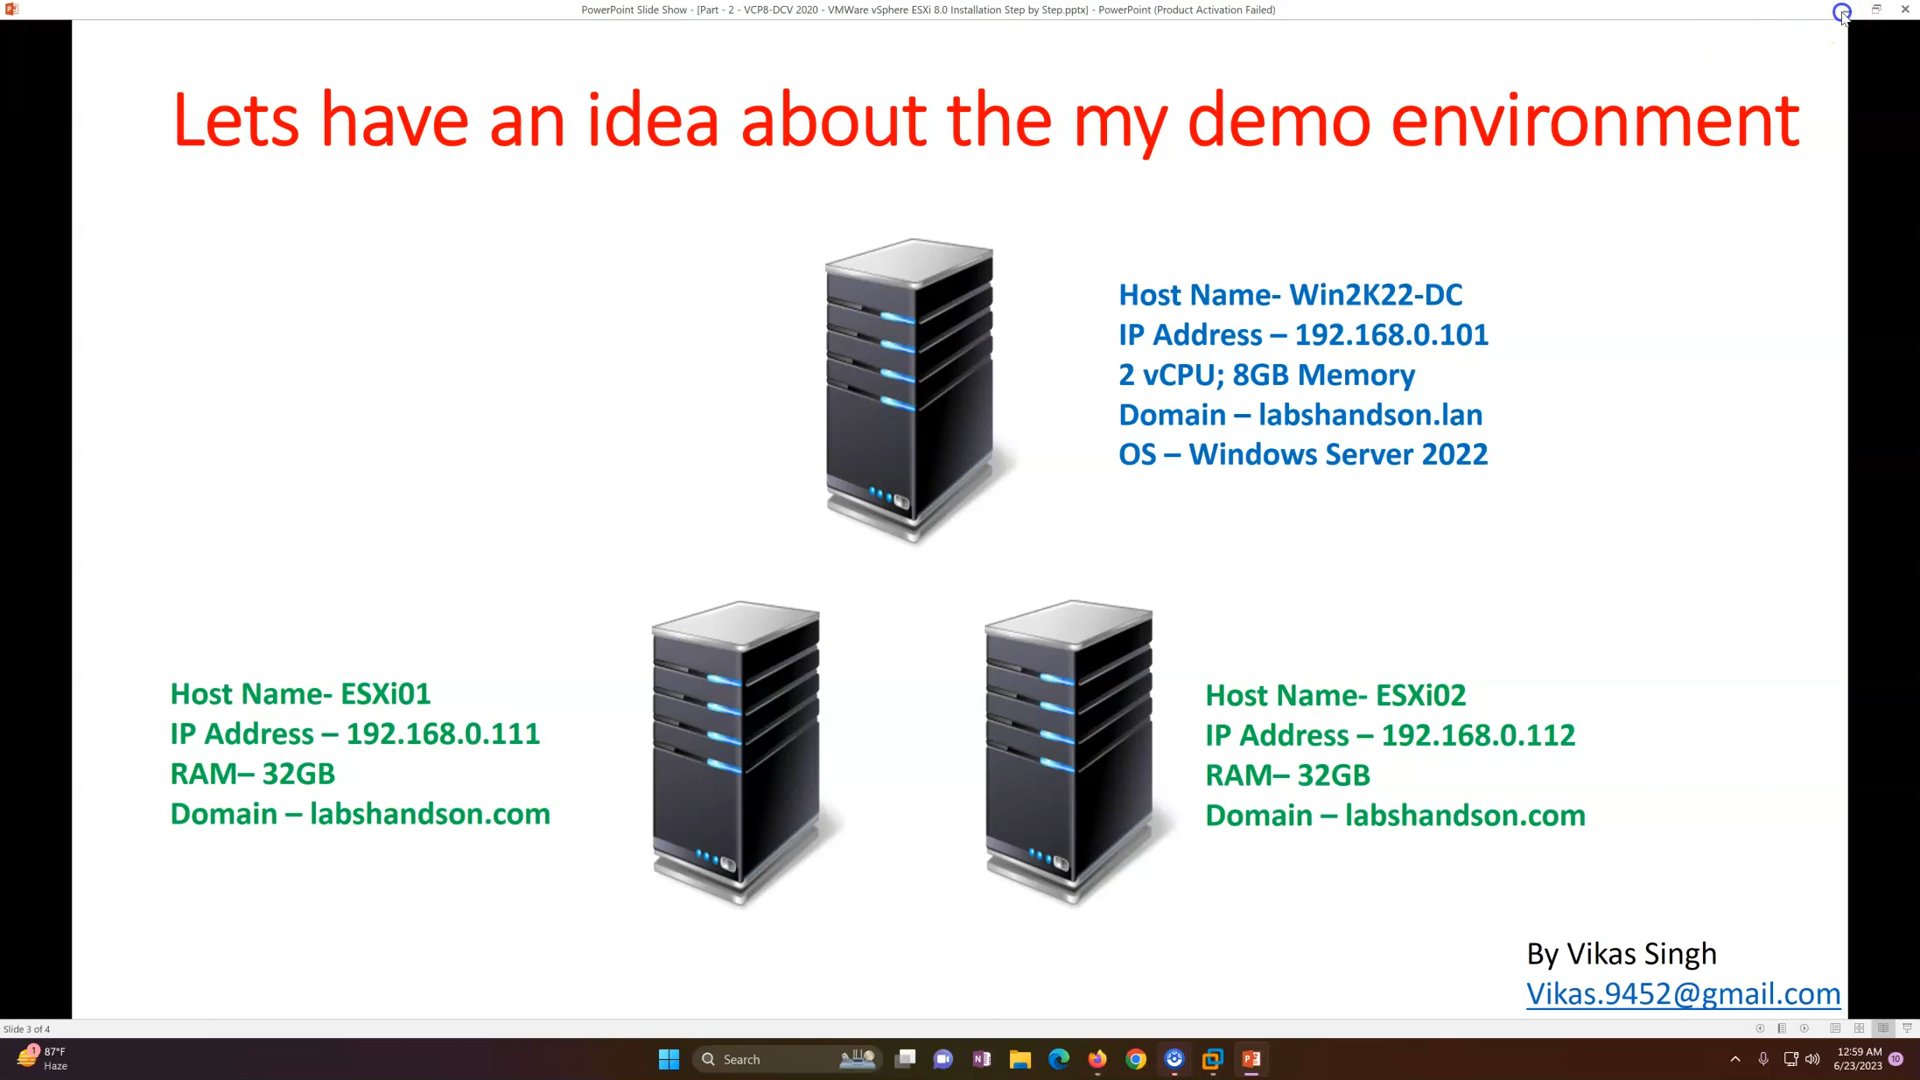 PowerPoint Slide Show - [Part - 2 - VCP8-DCV 2020 - VMWare vSphere ESXi 8.0 Installation Step by Step.pptx] - PowerPoint (Product Activation Failed)
Lets have an idea about the my demo environment
Host Name- Win2K22-DC
IP Address – 192.168.0.101
2 vCPU; 8GB Memory
Domain – labshandson.lan
OS – Windows Server 2022
Host Name- ESXi01
IP Address – 192.168.0.111
RAM– 32GB
Domain – labshandson.com
Host Name- ESXi02
IP Address – 192.168.0.112
RAM– 32GB
Domain – labshandson.com
By Vikas Singh
Vikas.9452@gmail.com
Slide 3 of 4
1
87°F
Haze
Search
12:59 AM
6/23/2023
10